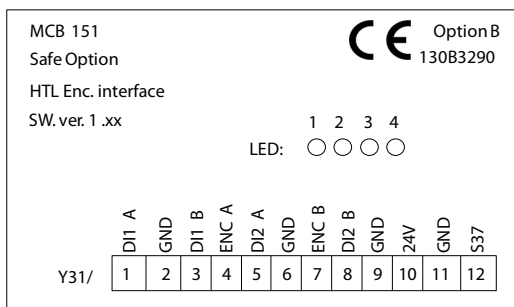 MCB 151
Safe Option
HTL Enc. interface
SW. ver. 1 .xx
CE
Option B
130B3290
1 2 3 4
LED:
DI1 A GND DI1 B ENC A DI2 A GND ENC B DI2 B GND 24V GND S37
Y31/ 1 2 3 4 5 6 7 8 9 10 11 12